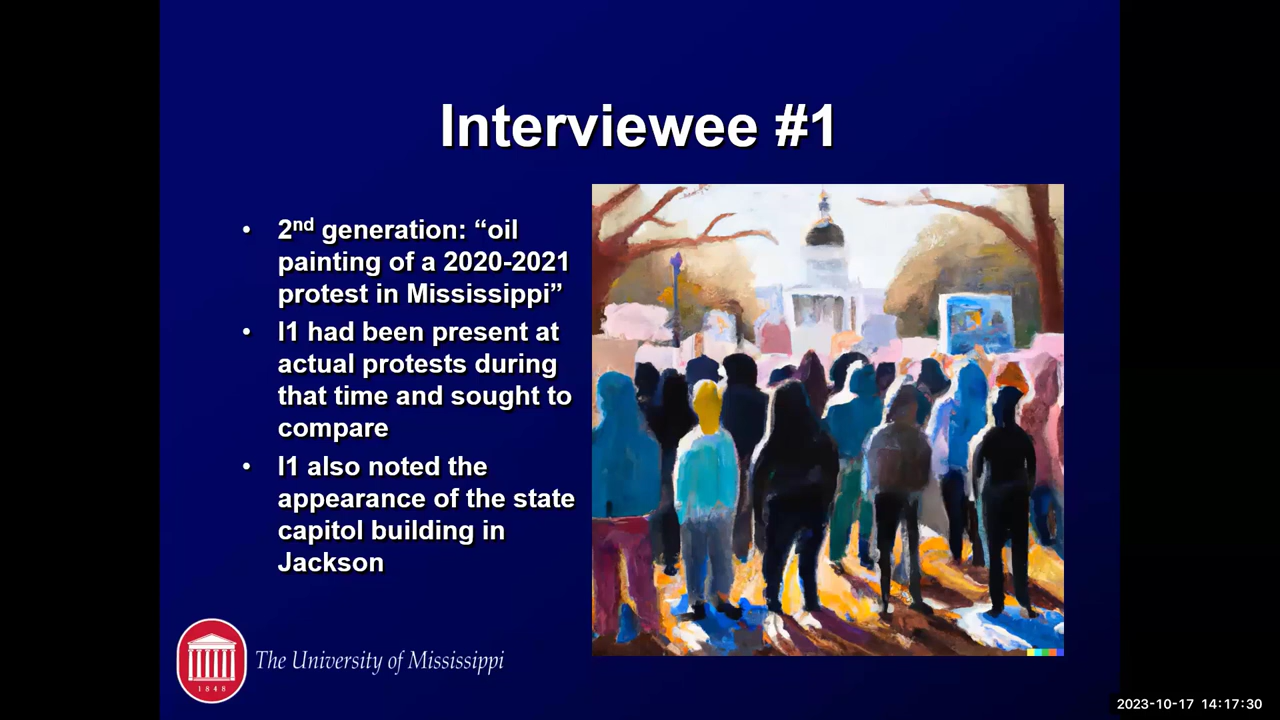 Interviewee #1
• 2nd generation: “oil
painting of a 2020-2021
protest in Mississippi”
• I1 had been present at
actual protests during
that time and sought to
compare
• I1 also noted the
appearance of the state
capitol building in
Jackson
1848
The University of Mississippi
2023-10-17 14:17:30